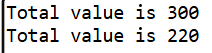 Total value is 300
Total value is 220